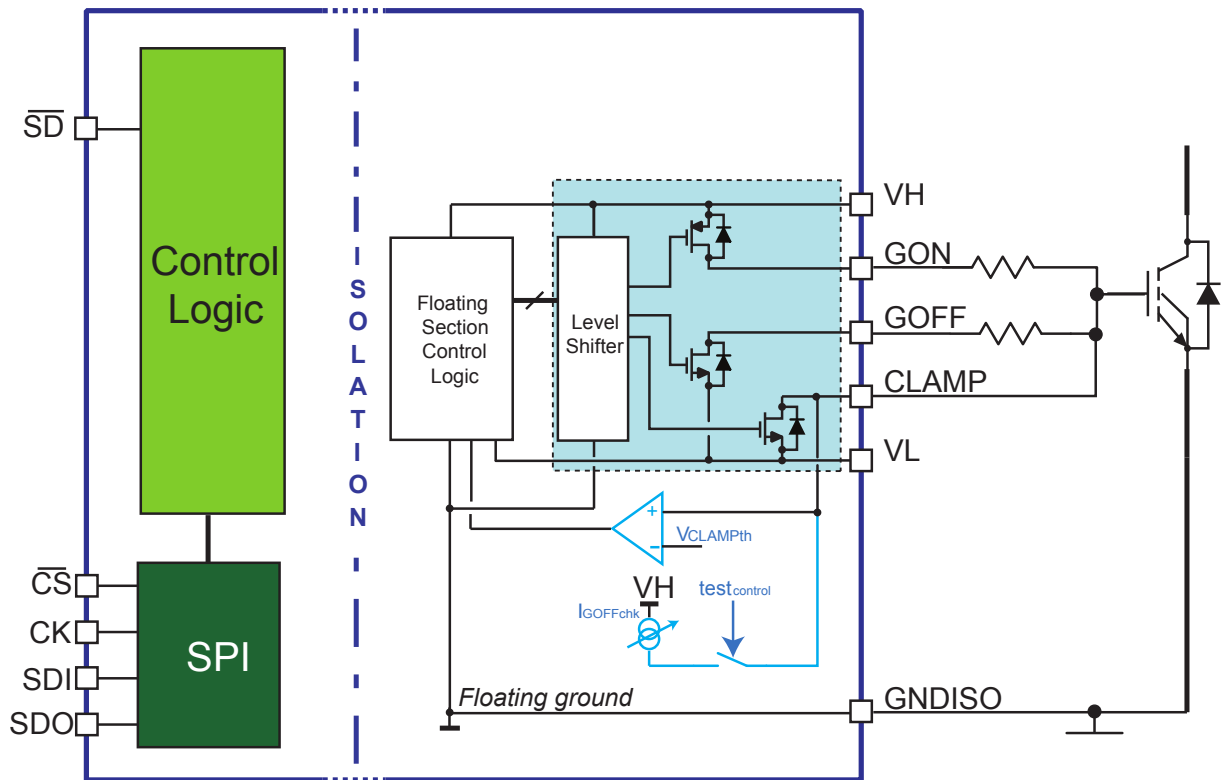 SD
Control
Logic
CS
CK
SDI
SDO
SPI
ISOLATION
Floating
Section
Control
Logic
Level
Shifter
VH
GON
GOFF
CLAMP
VL
VCLAMPth
+
−
VH
IGOFFchk
testcontrol
Floating ground
GNDISO